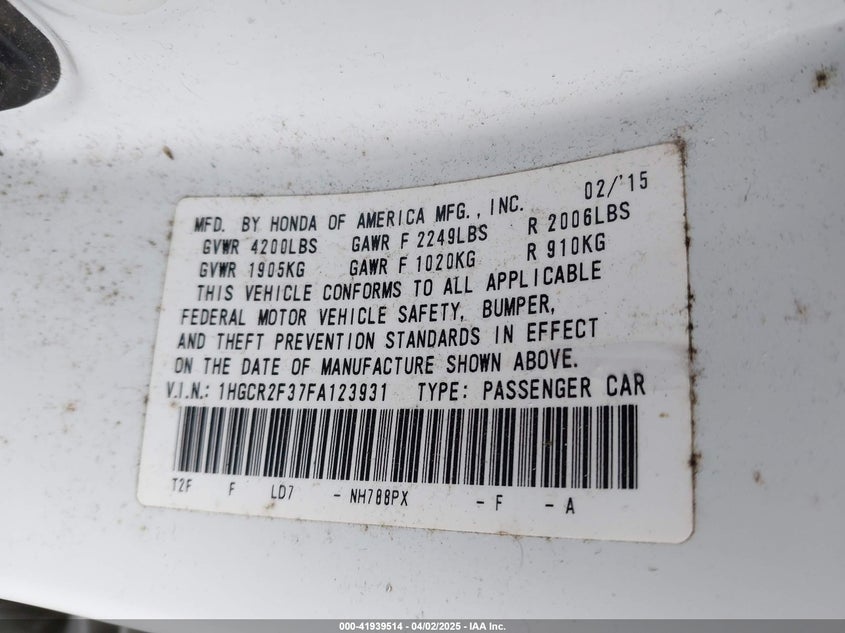 02/'15
MFD. BY HONDA OF AMERICA MFG., INC.
GVWR 4200LBS GAWR F 2249LBS R 2006LBS
GVWR 1905KG GAWR F 1020KG R 910KG
THIS VEHICLE CONFORMS TO ALL APPLICABLE
FEDERAL MOTOR VEHICLE SAFETY, BUMPER,
AND THEFT PREVENTION STANDARDS IN EFFECT
ON THE DATE OF MANUFACTURE SHOWN ABOVE.
V.I.N.: 1HGCR2F37FA123931 TYPE: PASSENGER CAR
T2F F LD7 - NH788PX - F - A
000-41939514 - 04/02/2025 - IAA Inc.